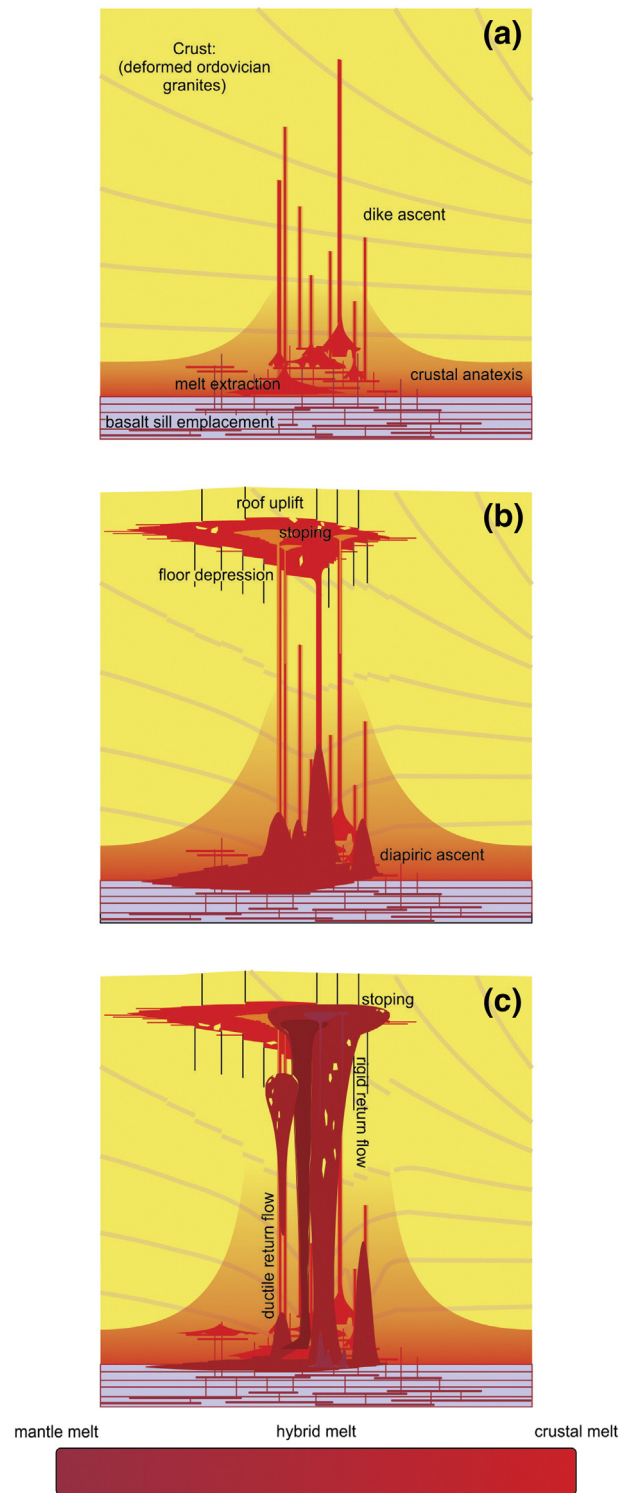 (a)
Crust:
(deformed ordovician
granites)
dike ascent
crustal anatexis
melt extraction
basalt sill emplacement
(b)
roof uplift
stoping
floor depression
diapiric ascent
(c)
stoping
rigid return flow
ductile return flow
mantle melt
hybrid melt
crustal melt